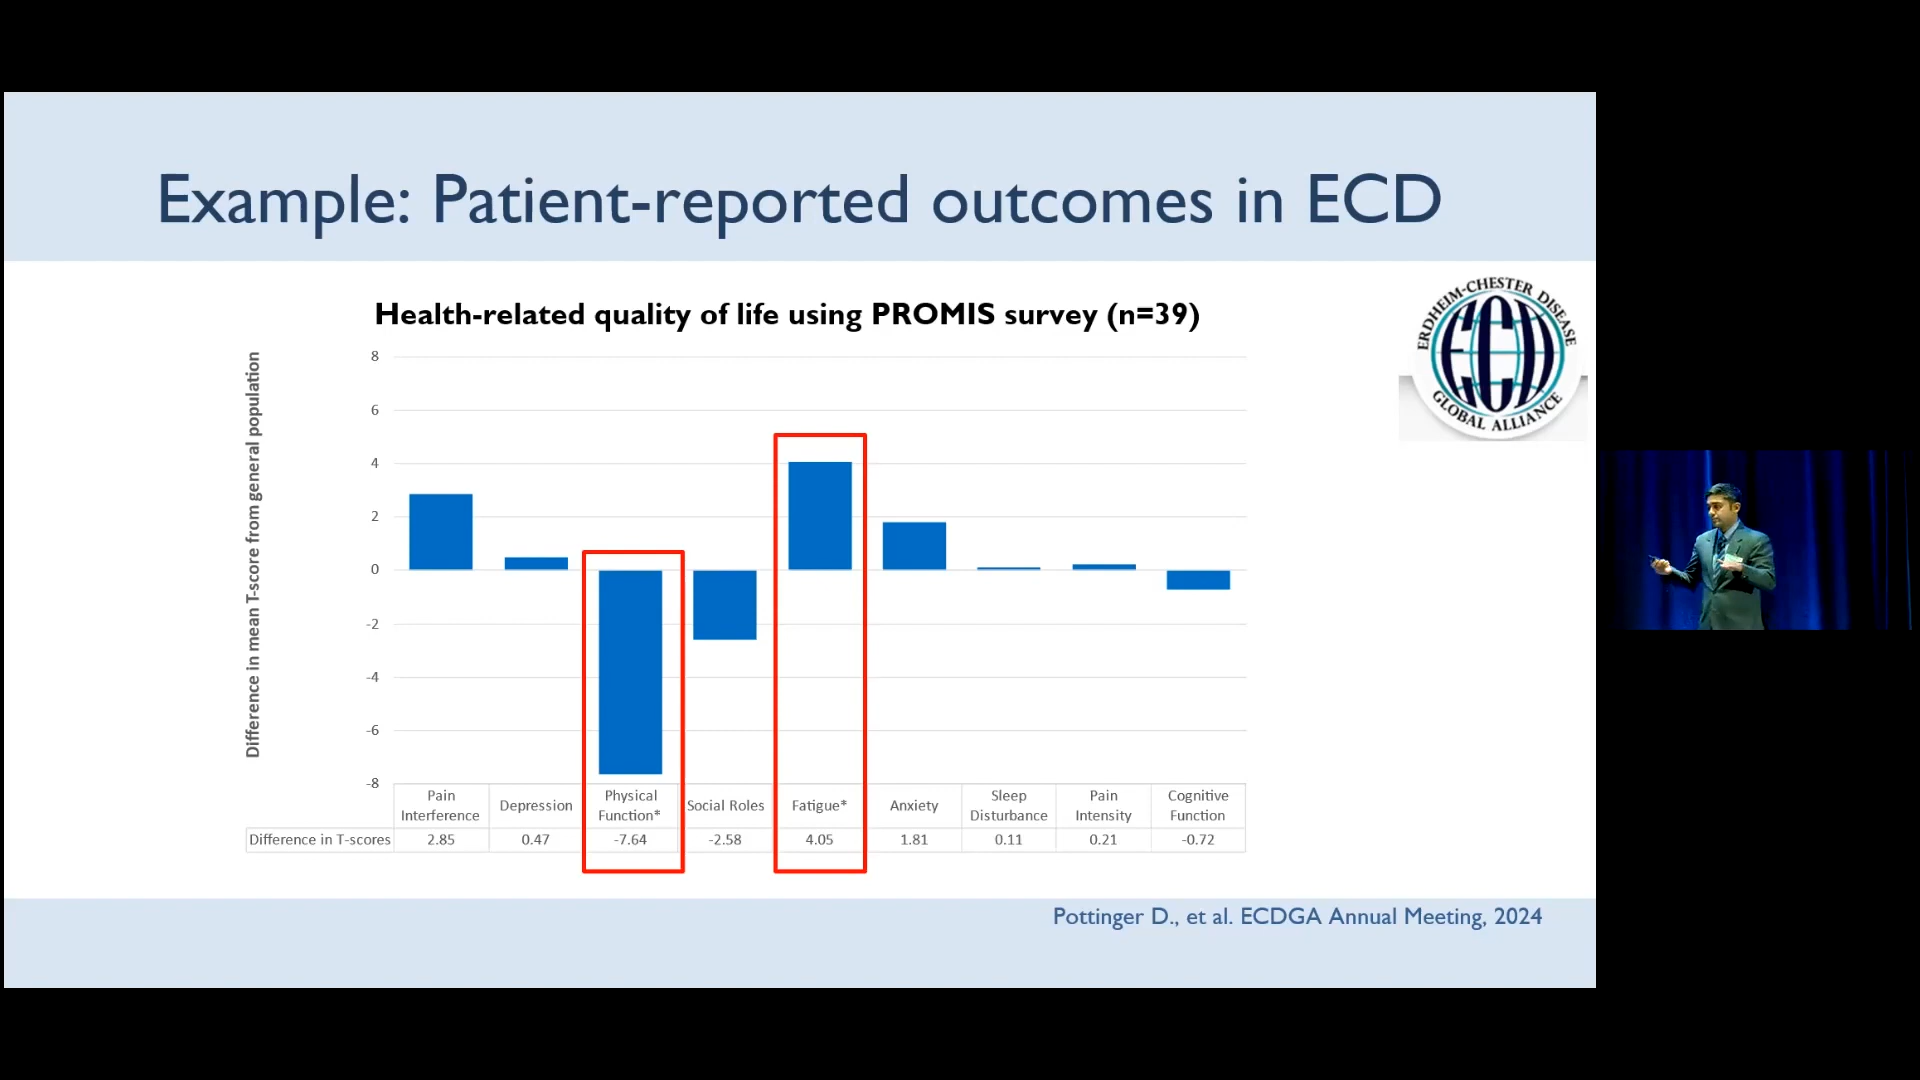 Example: Patient-reported outcomes in ECD
Health-related quality of life using PROMIS survey (n=39)
ERDHEIM-CHESTER DISEASE
ECD
GLOBAL ALLIANCE
Difference in mean T-score from general population
8
6
4
2
0
-2
-4
-6
-8
Pain Interference Depression Physical Function* Social Roles Fatigue* Anxiety Sleep Disturbance Pain Intensity Cognitive Function
Difference in T-scores 2.85 0.47 -7.64 -2.58 4.05 1.81 0.11 0.21 -0.72
Pottinger D., et al. ECDGA Annual Meeting, 2024